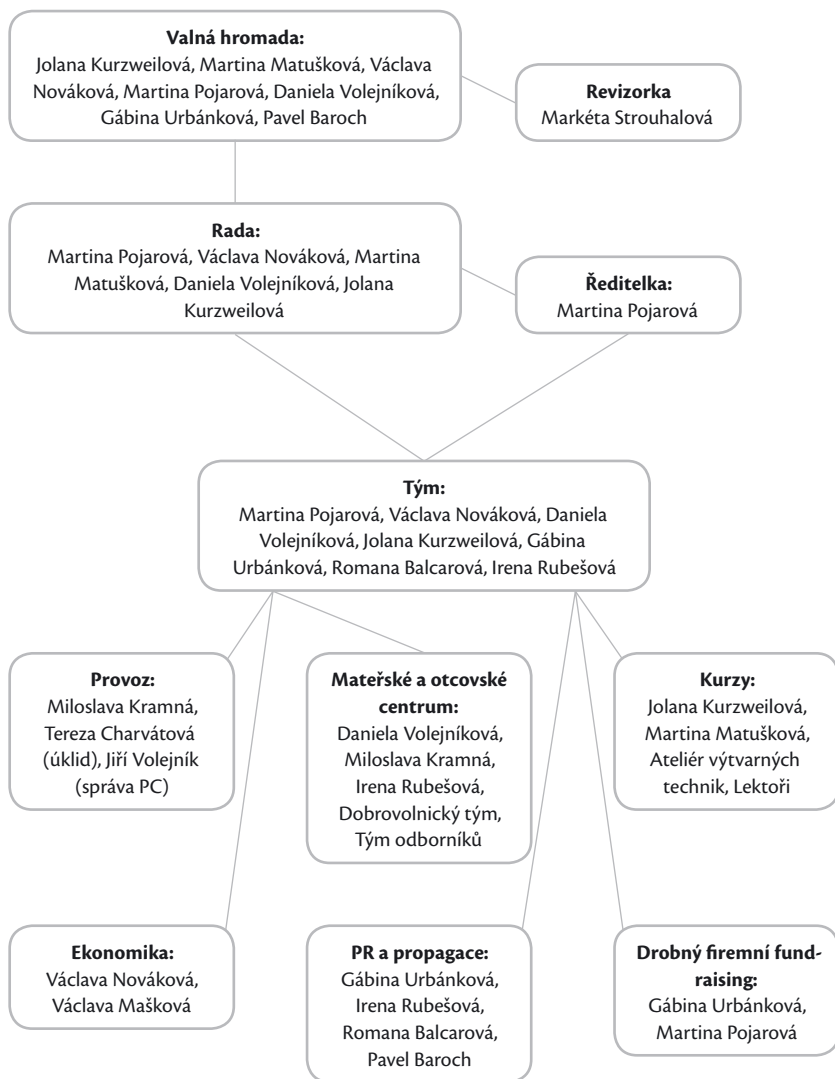 Valná hromada:
Jolana Kurzweilová, Martina Matušková, Václava
Nováková, Martina Pojarová, Daniela Volejníková,
Gábina Urbánková, Pavel Baroch
Revizorka
Markéta Strouhalová
Rada:
Martina Pojarová, Václava Nováková, Martina
Matušková, Daniela Volejníková, Jolana
Kurzweilová
Ředitelka:
Martina Pojarová
Tým:
Martina Pojarová, Václava Nováková, Daniela
Volejníková, Jolana Kurzweilová, Gábina
Urbánková, Romana Balcarová, Irena Rubešová
Provoz:
Miloslava Kramná,
Tereza Charvátová
(úklid), Jiří Volejník
(správa PC)
Mateřské a otcovské
centrum:
Daniela Volejníková,
Miloslava Kramná,
Irena Rubešová,
Dobrovolnický tým,
Tým odborníků
Kurzy:
Jolana Kurzweilová,
Martina Matušková,
Ateliér výtvarných
technik, Lektoři
Ekonomika:
Václava Nováková,
Václava Mašková
PR a propagace:
Gábina Urbánková,
Irena Rubešová,
Romana Balcarová,
Pavel Baroch
Drobný firemní fund-
raising:
Gábina Urbánková,
Martina Pojarová